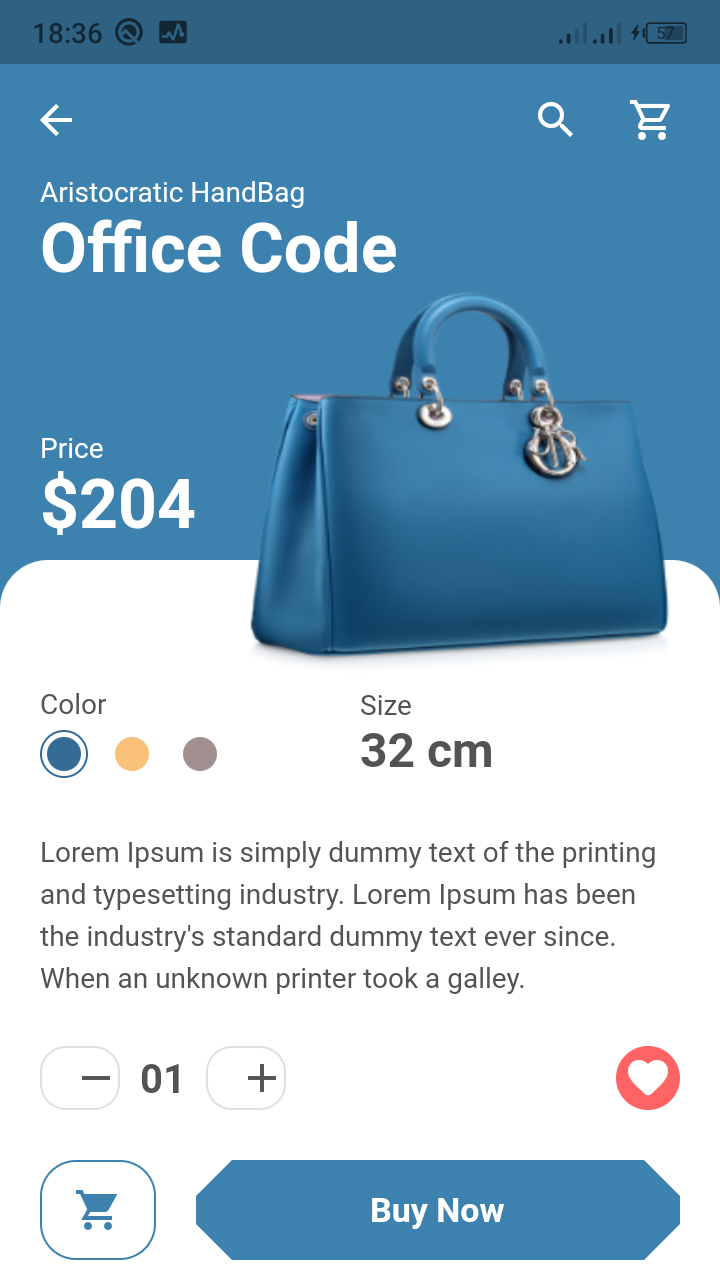 18:36
57
Aristocratic HandBag
Office Code
Price
$204
Color
Size
32 cm
Lorem Ipsum is simply dummy text of the printing
and typesetting industry. Lorem Ipsum has been
the industry's standard dummy text ever since.
When an unknown printer took a galley.
01
Buy Now